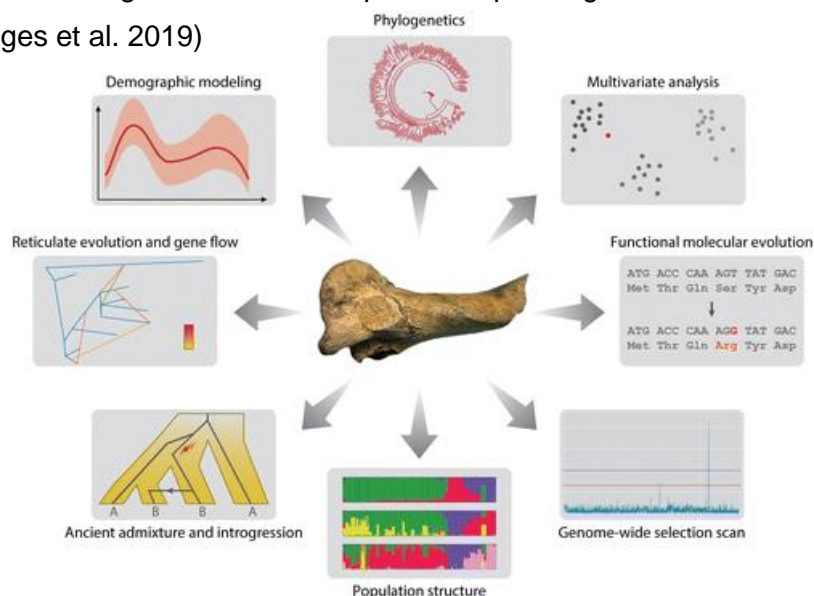 ges et al. 2019)
Phylogenetics
Demographic modeling
Multivariate analysis
Reticulate evolution and gene flow
Functional molecular evolution
ATG ACC CAA AGT TAT GAC
Met Thr Gln Ser Tyr Asp
ATG ACC CAA AGG TAT GAC
Met Thr Gln Arg Tyr Asp
A B B A
Ancient admixture and introgression
Genome-wide selection scan
Population structure